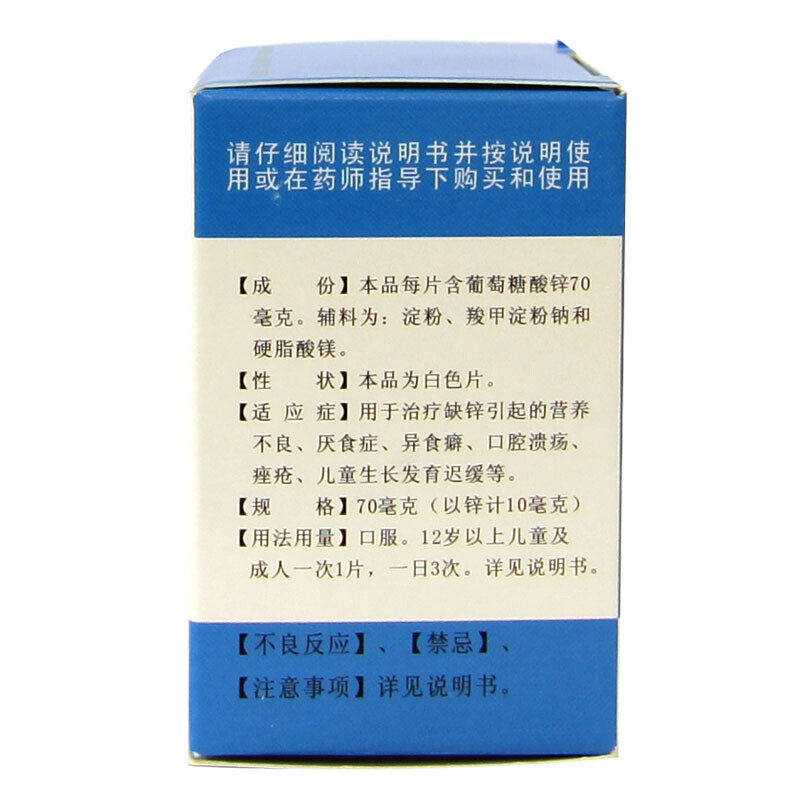 请仔细阅读说明书并按说明使
用或在药师指导下购买和使用
【成　　份】本品每片含葡萄糖酸锌70
毫克。辅料为：淀粉、羧甲淀粉钠和
硬脂酸镁。
【性　　状】本品为白色片。
【适 应 症】用于治疗缺锌引起的营养
不良、厌食症、异食癖、口腔溃疡、
痤疮、儿童生长发育迟缓等。
【规　　格】70毫克（以锌计10毫克）
【用法用量】口服。12岁以上儿童及
成人一次1片，一日3次。详见说明书。
【不良反应】、【禁忌】、
【注意事项】详见说明书。